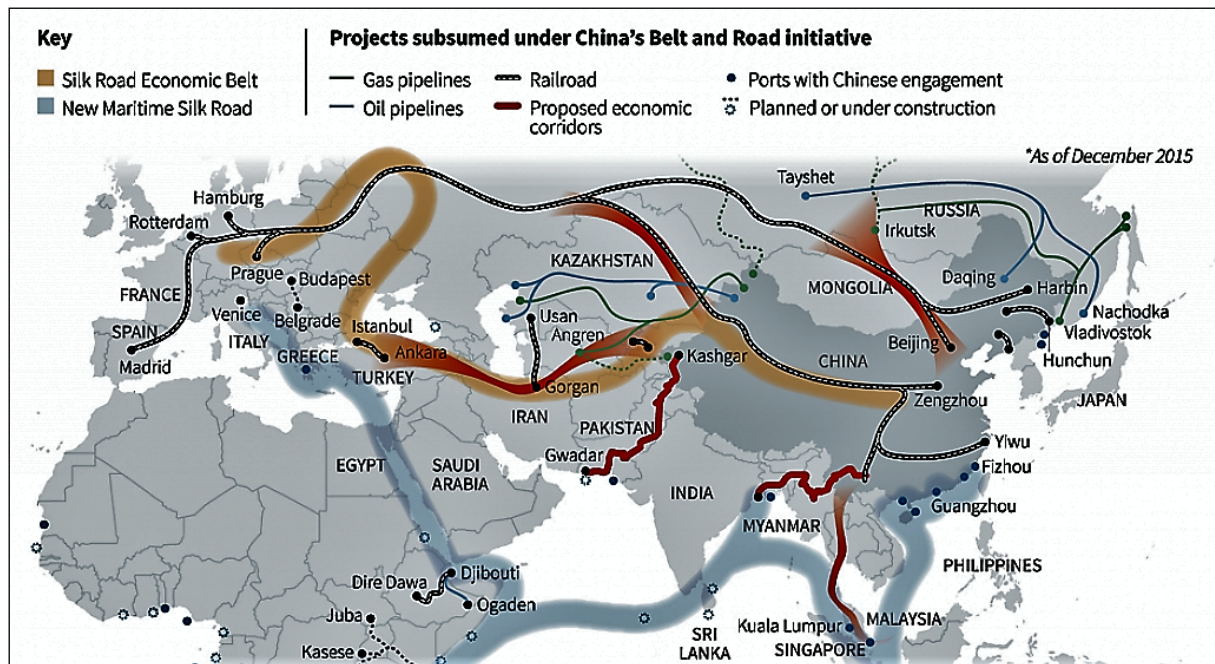 Key
Silk Road Economic Belt
New Maritime Silk Road
Projects subsumed under China's Belt and Road initiative
Gas pipelines
Oil pipelines
Railroad
Proposed economic
corridors
Ports with Chinese engagement
Planned or under construction
*As of December 2015
Tayshet
Hamburg
Rotterdam
RUSSIA
Irkutsk
Prague
KAZAKHSTAN
Budapest
Daqing
MONGOLIA
Harbin
FRANCE
Venice
Belgrade
Usan
Nachodka
SPAIN
ITALY
Istanbul
Angren
Vladivostok
Madrid
GREECE
Ankara
Kashgar
CHINA
Beijing
Hunchun
TURKEY
Gorgan
Zengzhou
JAPAN
IRAN
PAKISTAN
Yiwu
Gwadar
Fizhou
EGYPT
SAUDI
ARABIA
INDIA
Guangzhou
MYANMAR
PHILIPPINES
Dire Dawa
Djibouti
Ogaden
Juba
SRI
LANKA
Kuala Lumpur
MALAYSIA
SINGAPORE
Kasese